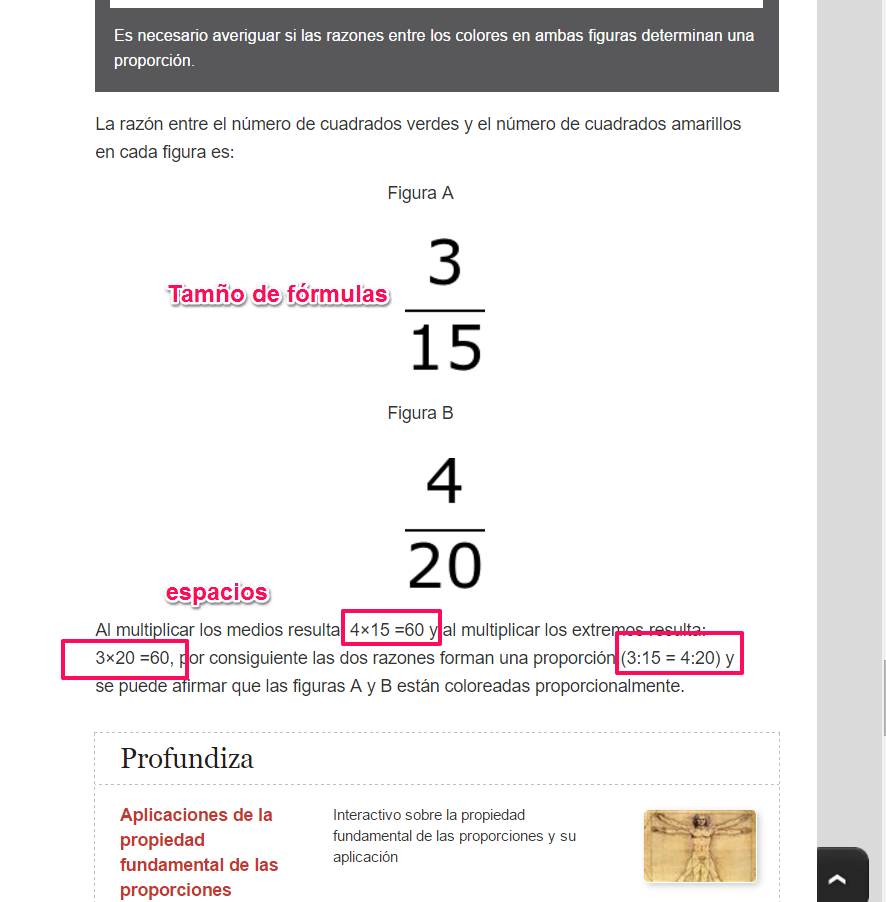 Es necesario averiguar si las razones entre los colores en ambas figuras determinan una
proporción.
La razón entre el número de cuadrados verdes y el número de cuadrados amarillos
en cada figura es:
Figura A
3
15
Tamño de fórmulas
Figura B
4
20
espacios
Al multiplicar los medios resulta 4×15 =60 y al multiplicar los extremos resulta:
3×20 =60, por consiguiente las dos razones forman una proporción (3:15 = 4:20) y
se puede afirmar que las figuras A y B están coloreadas proporcionalmente.
Profundiza
Aplicaciones de la
propiedad
fundamental de las
proporciones
Interactivo sobre la propiedad
fundamental de las proporciones y su
aplicación